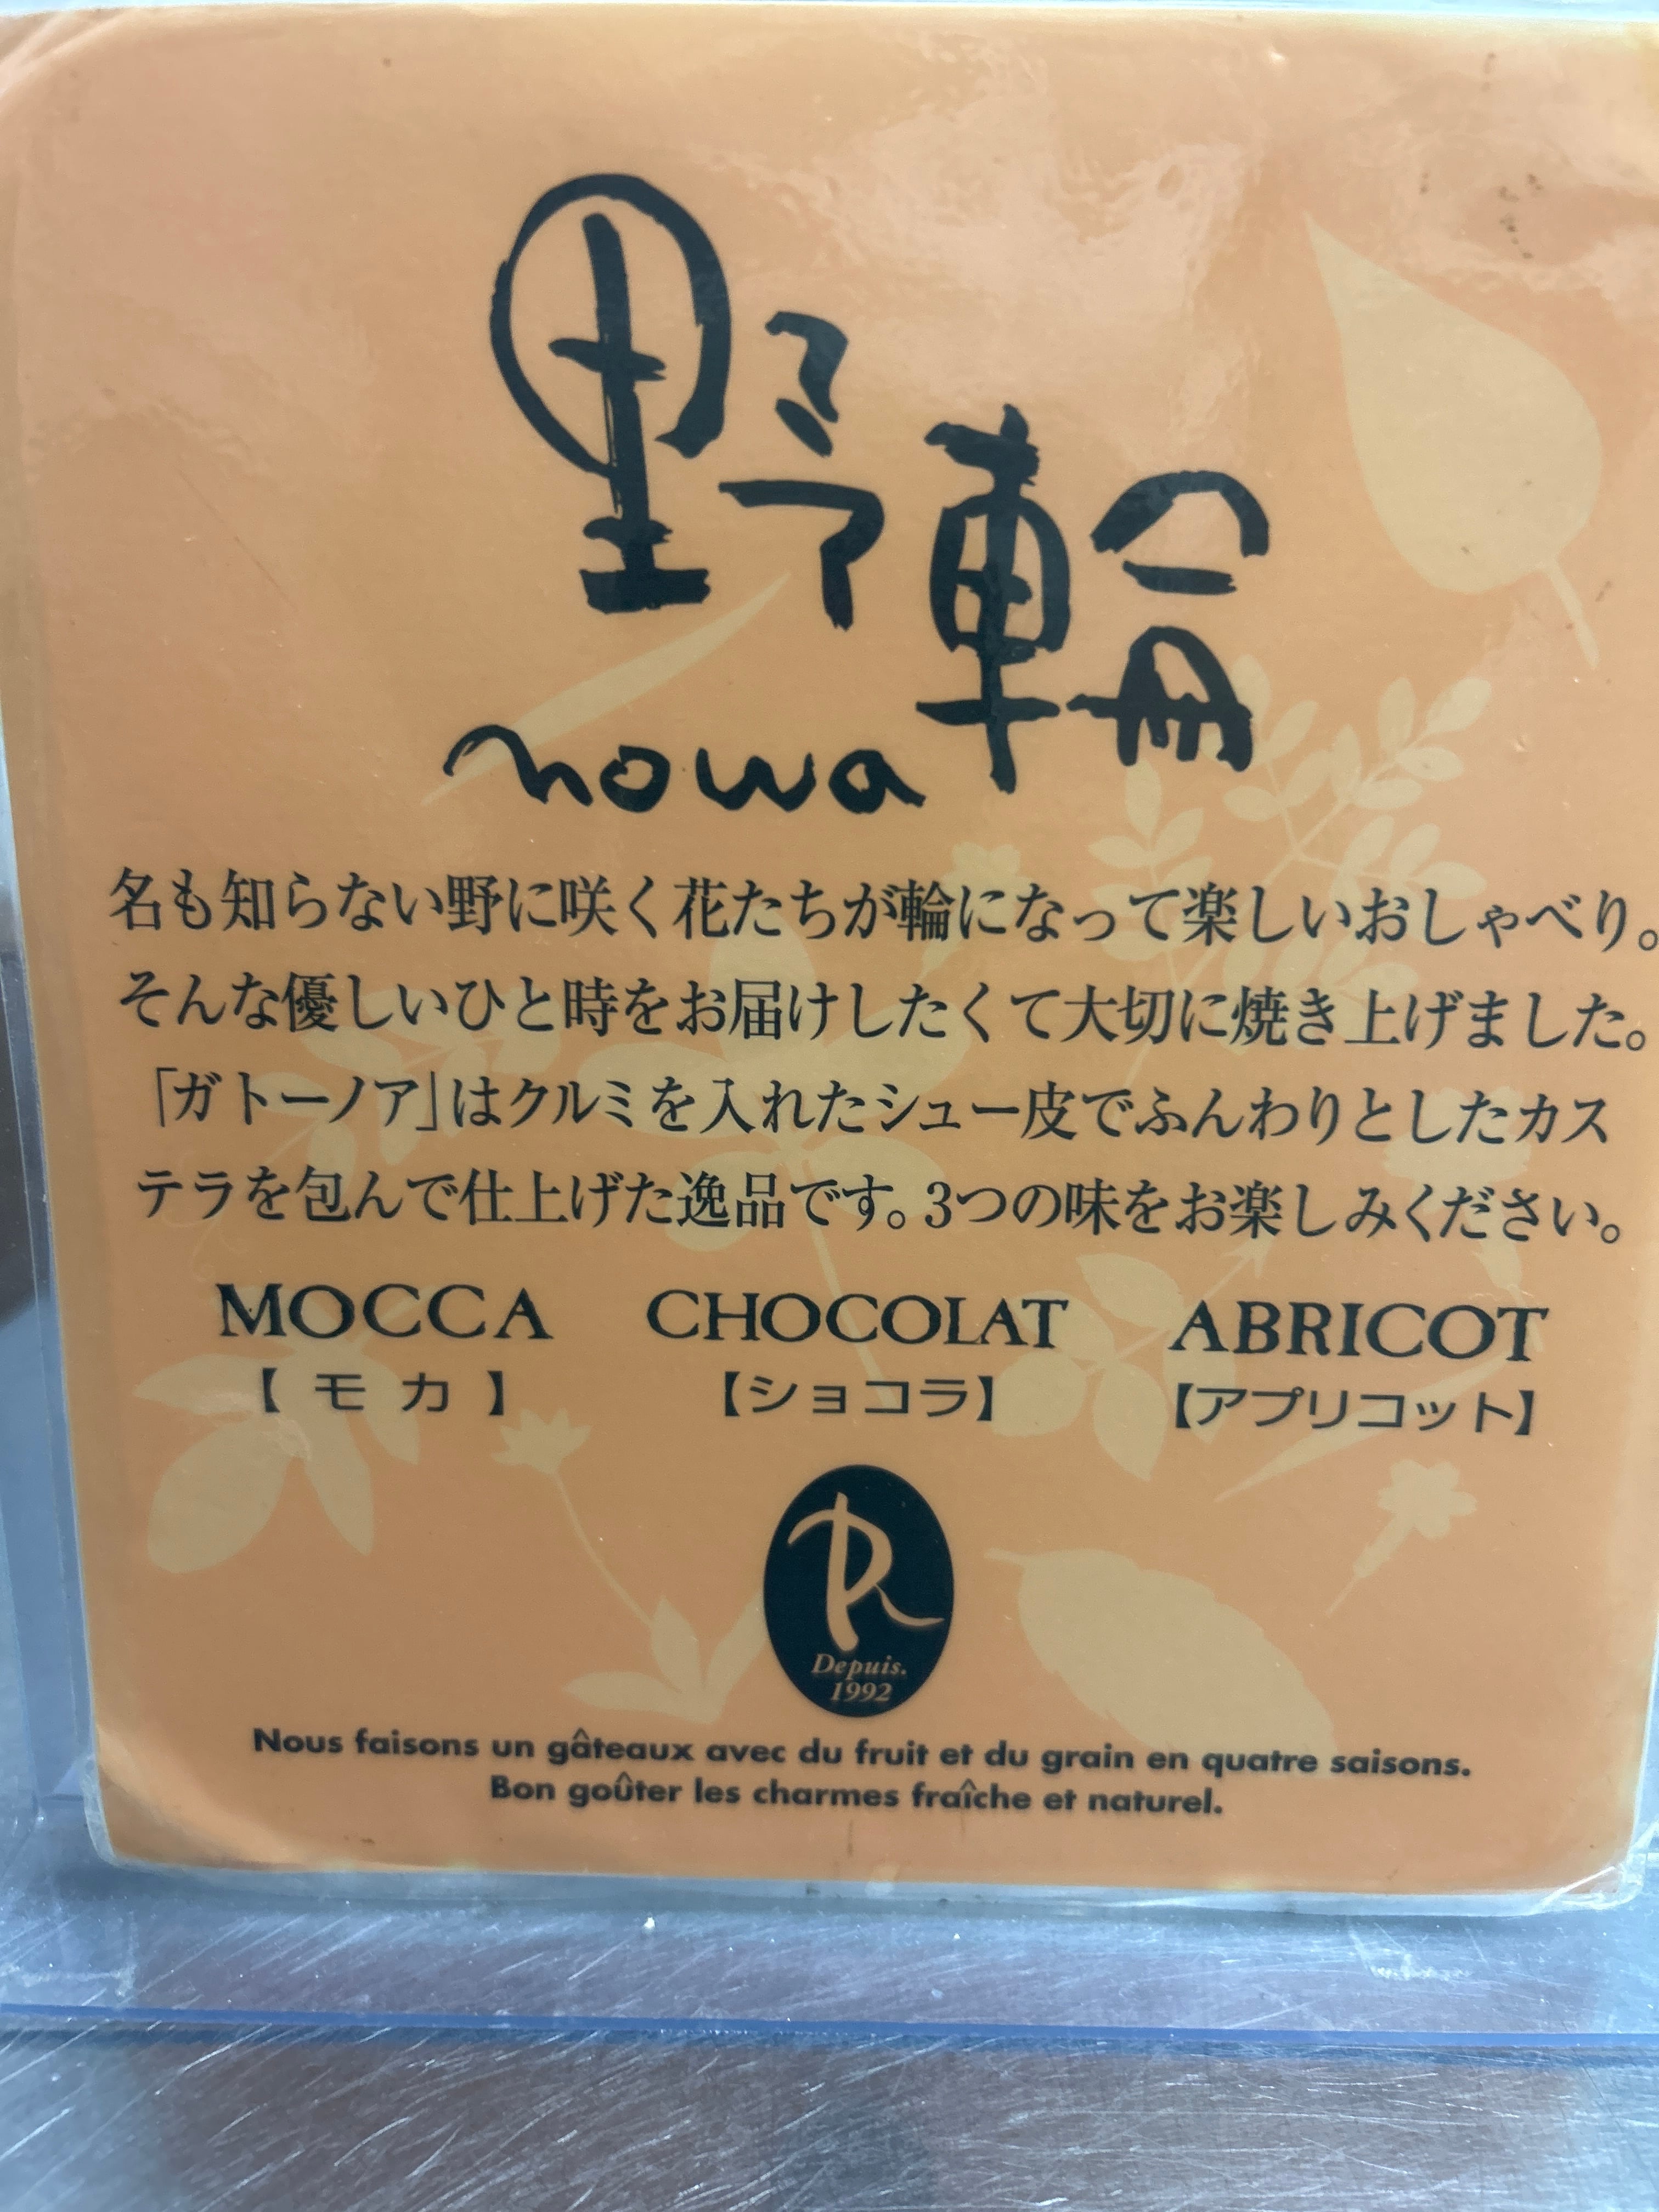 野輪
nowa
名も知らない野に咲く花たちが輪になって楽しいおしゃべり。
そんな優しいひと時をお届けしたくて大切に焼き上げました。
「ガトーノア」はクルミを入れたシュー皮でふんわりとしたカス
テラを包んで仕上げた逸品です。3つの味をお楽しみください。
MOCCA CHOCOLAT ABRICOT
【モカ】 【ショコラ】 【アプリコット】
R
Depuis.
1992
Nous faisons un gâteaux avec du fruit et du grain en quatre saisons.
Bon goûter les charmes fraîche et naturel.